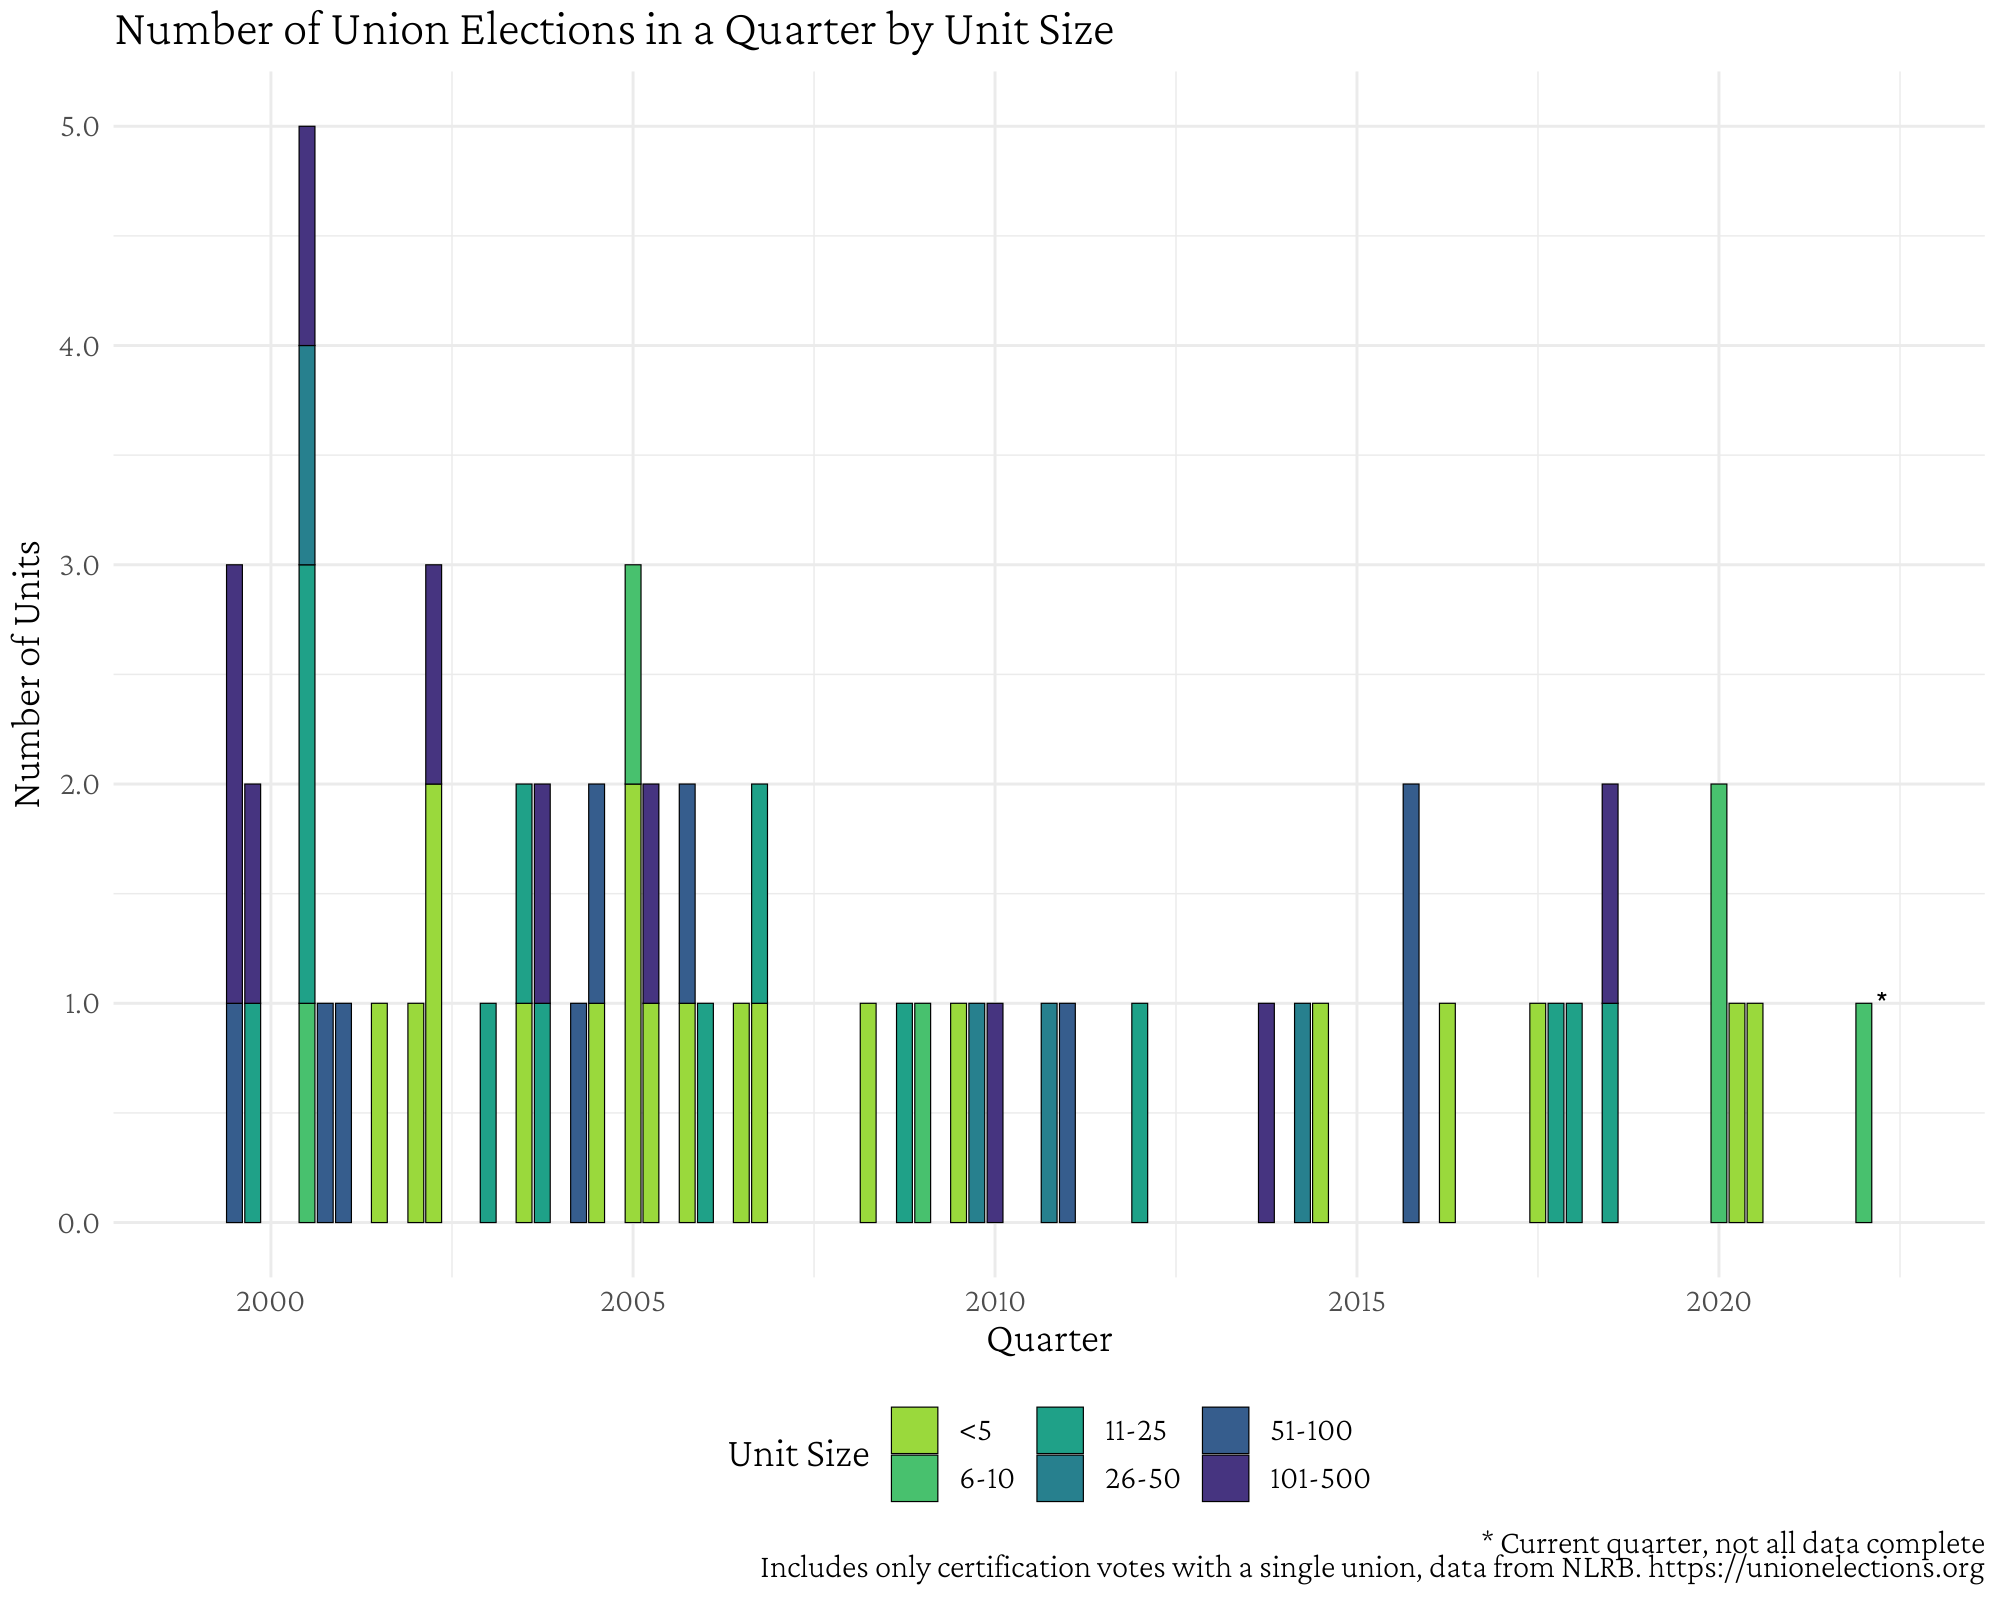 Number of Union Elections in a Quarter by Unit Size
Number of Units
5.0
4.0
3.0
2.0
1.0
0.0
*
2000 2005 2010 2015 2020
Quarter
Unit Size
<5 11-25 51-100
6-10 26-50 101-500
* Current quarter, not all data complete
Includes only certification votes with a single union, data from NLRB. https://unionelections.org